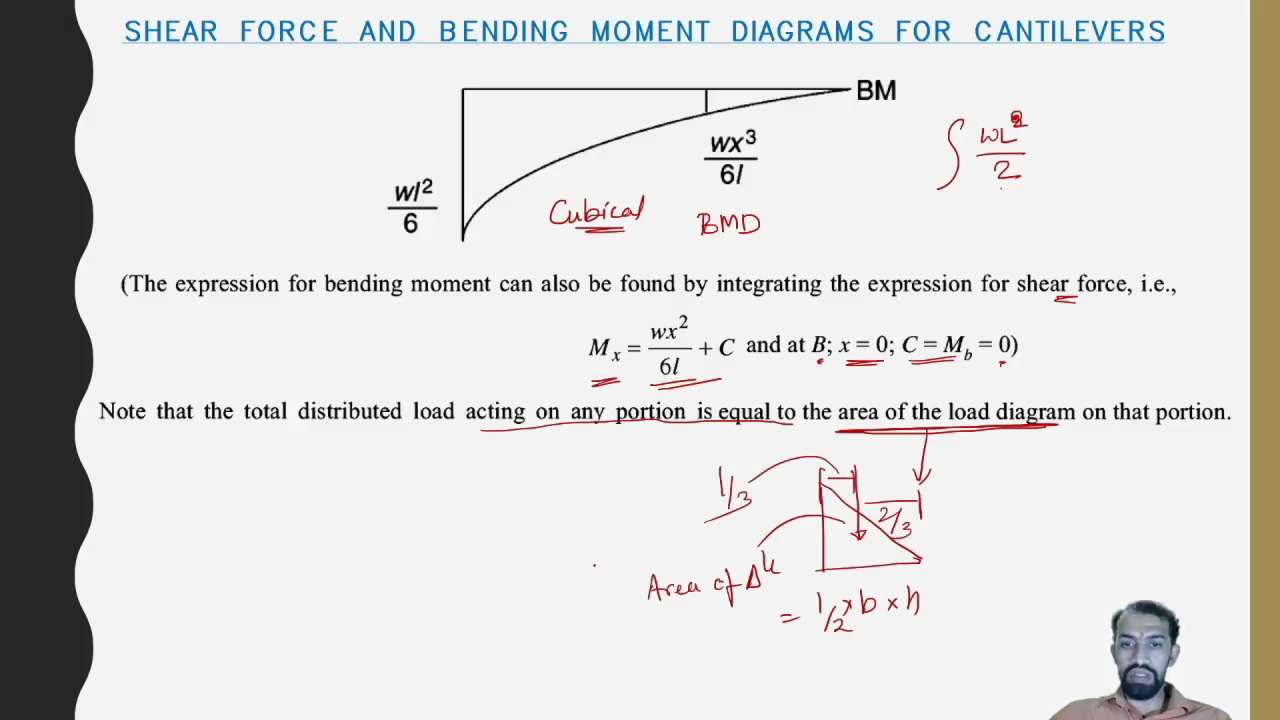 SHEAR FORCE AND BENDING MOMENT DIAGRAMS FOR CANTILEVERS
BM
wL²/2
wx³/6l
wl²/6
Cubical BMD
(The expression for bending moment can also be found by integrating the expression for shear force, i.e.,
Mₓ = wx²/6l + C and at B; x = 0; C = M_b = 0)
Note that the total distributed load acting on any portion is equal to the area of the load diagram on that portion.
1/3
2/3
Area of Δle
= 1/2 × b × h